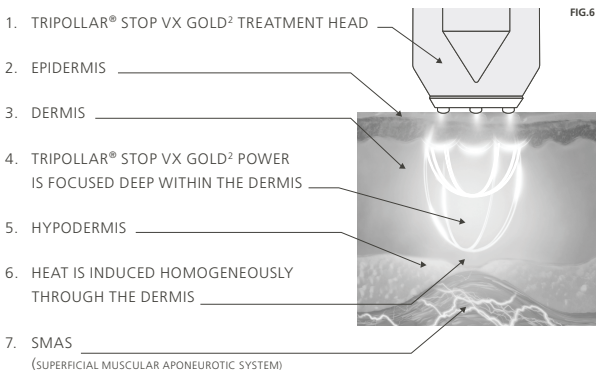 FIG.6
1. TRIPOLLAR® STOP VX GOLD² TREATMENT HEAD
2. EPIDERMIS
3. DERMIS
4. TRIPOLLAR® STOP VX GOLD² POWER
IS FOCUSED DEEP WITHIN THE DERMIS
5. HYPODERMIS
6. HEAT IS INDUCED HOMOGENEOUSLY
THROUGH THE DERMIS
7. SMAS
(SUPERFICIAL MUSCULAR APONEUROTIC SYSTEM)